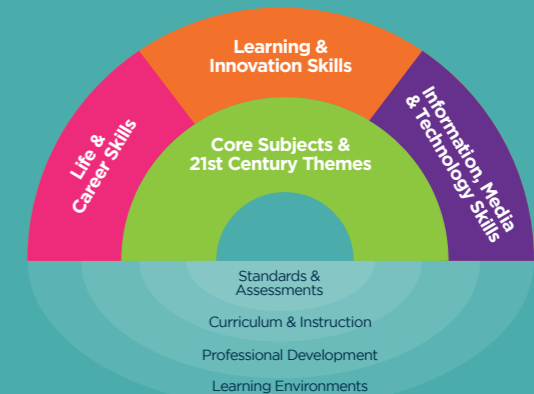 Learning &
Innovation Skills
Life &
Career Skills
Core Subjects &
21st Century Themes
Information, Media
& Technology Skills
Standards &
Assessments
Curriculum & Instruction
Professional Development
Learning Environments